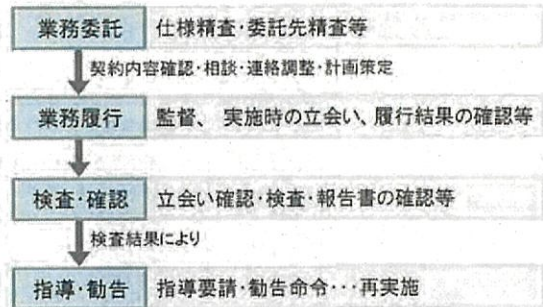 業務委託 仕様精査・委託先精査等
契約内容確認・相談・連絡調整・計画策定
業務履行 監督、 実施時の立会い、履行結果の確認等
検査・確認 立会い確認・検査・報告書の確認等
検査結果により
指導・勧告 指導要請・勧告命令・・・再実施